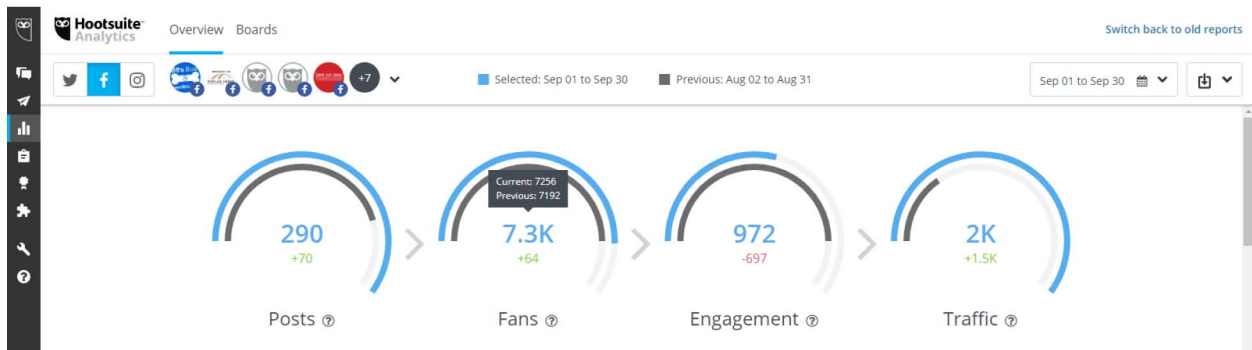 Hootsuite™
Analytics
Overview
Boards
Switch back to old reports
+7
Selected: Sep 01 to Sep 30
Previous: Aug 02 to Aug 31
Sep 01 to Sep 30
Current: 7256
Previous: 7192
290
+70
7.3K
+64
972
-697
2K
+1.5K
Posts ?
Fans ?
Engagement ?
Traffic ?